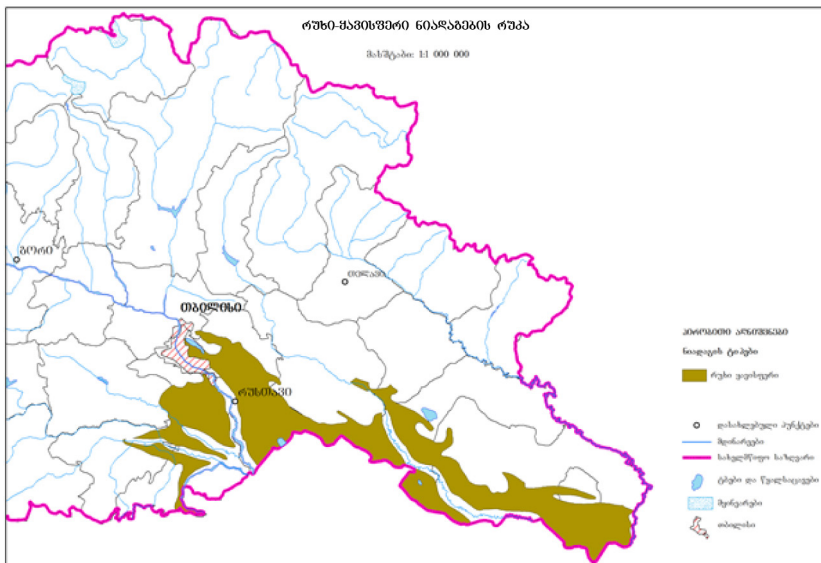 რუხი-ყავისფერი ნიადაგების რუკა
მასშტაბი: 1:1 000 000
გორი
თელავი
თბილისი
რუსთავი
პირობითი აღნიშვნები
ნიადაგის ტიპები
რუხი ყავისფერი
დასახლებული პუნქტები
მდინარეები
სახელმწიფო საზღვარი
ტბები და წყალსაცავები
მყინვარები
თბილისი